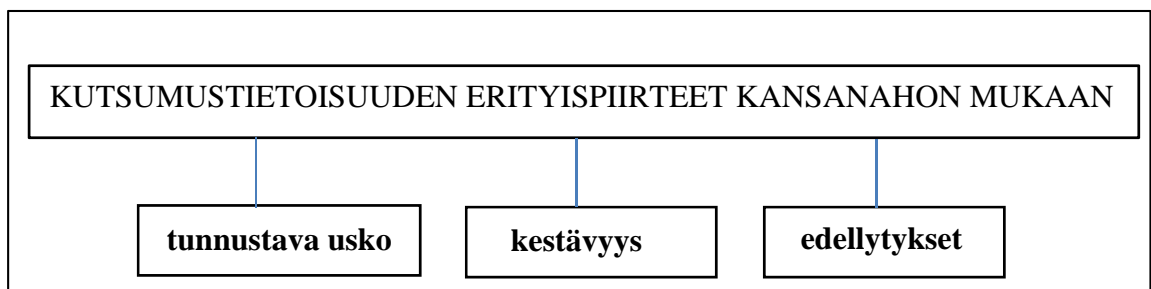 KUTSUMUSTIETOISUUDEN ERITYISPIIRTEET KANSANAHON MUKAAN
tunnustava usko
kestävyys
edellytykset